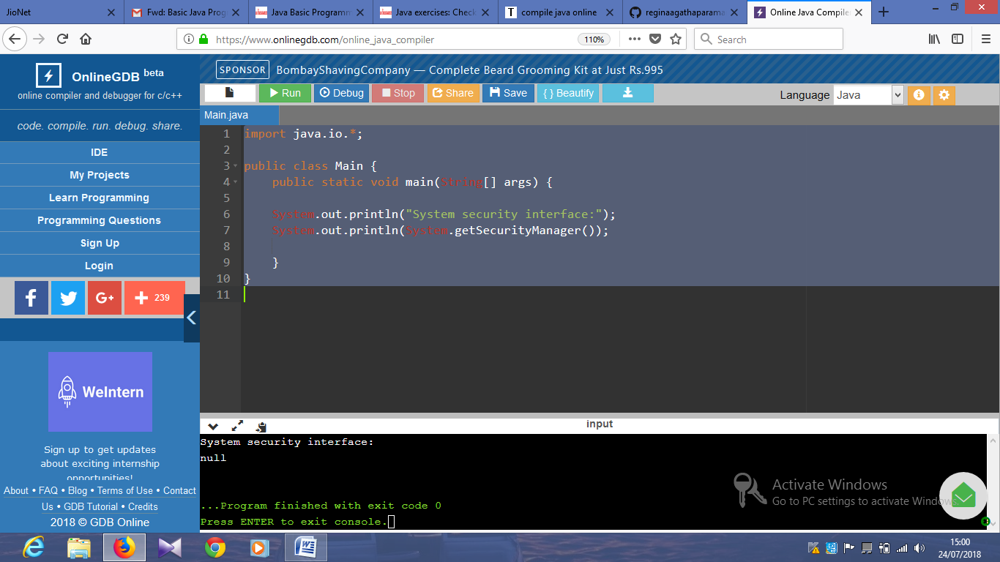 JioNet
Fwd: Basic Java Prog
Java Basic Programm
Java exercises: Check
compile java online
reginaagathaparama
Online Java Compiler
https://www.onlinegdb.com/online_java_compiler
110%
Search
OnlineGDB beta
online compiler and debugger for c/c++
code. compile. run. debug. share.
IDE
My Projects
Learn Programming
Programming Questions
Sign Up
Login
239
WeIntern
Sign up to get updates
about exciting internship
opportunities!
About • FAQ • Blog • Terms of Use • Contact
Us • GDB Tutorial • Credits
2018 © GDB Online
SPONSOR BombayShavingCompany — Complete Beard Grooming Kit at Just Rs.995
Run Debug Stop Share Save { } Beautify
Language Java
Main.java
1 import java.io.*;
2
3 public class Main {
4 public static void main(String[] args) {
5
6 System.out.println("System security interface:");
7 System.out.println(System.getSecurityManager());
8
9 }
10 }
11
input
System security interface:
null
...Program finished with exit code 0
Press ENTER to exit console.
Activate Windows
Go to PC settings to activate Windows.
15:00
24/07/2018